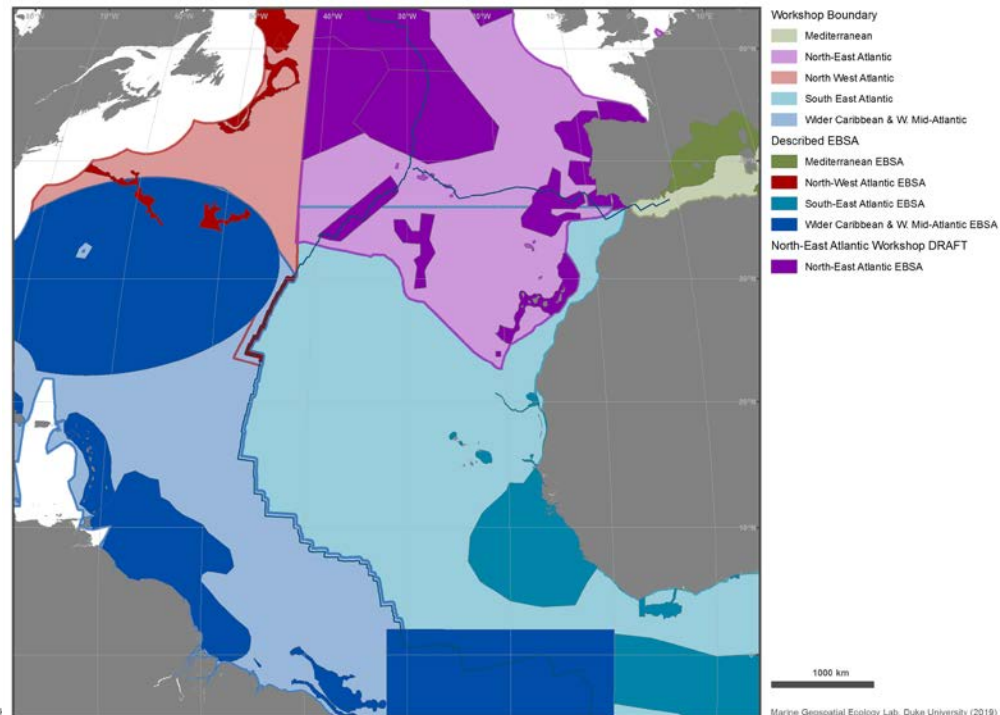 Workshop Boundary
Mediterranean
North-East Atlantic
North West Atlantic
South East Atlantic
Wider Caribbean & W. Mid-Atlantic
Described EBSA
Mediterranean EBSA
North-West Atlantic EBSA
South-East Atlantic EBSA
Wider Caribbean & W. Mid-Atlantic EBSA
North-East Atlantic Workshop DRAFT
North-East Atlantic EBSA
1000 km
Marine Geospatial Ecology Lab, Duke University (2019)